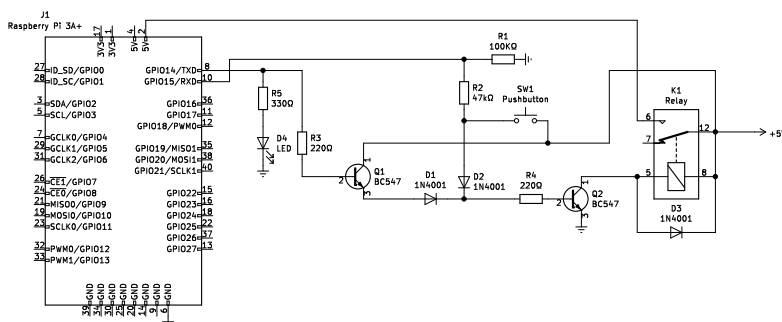 J1
Raspberry Pi 3A+
17 3V3
1 3V3
4 5V
2 5V
27 ID_SD/GPIO0
28 ID_SC/GPIO1
3 SDA/GPIO2
5 SCL/GPIO3
7 GCLK0/GPIO4
29 GCLK1/GPIO5
31 GCLK2/GPIO6
26 CE1/GPIO7
24 CE0/GPIO8
21 MISO0/GPIO9
19 MOSI0/GPIO10
23 SCLK0/GPIO11
32 PWM0/GPIO12
33 PWM1/GPIO13
GPIO14/TXD 8
GPIO15/RXD 10
GPIO16 36
GPIO17 11
GPIO18/PWM0 12
GPIO19/MISO1 35
GPIO20/MOSI1 38
GPIO21/SCLK1 40
GPIO22 15
GPIO23 16
GPIO24 18
GPIO25 22
GPIO26 37
GPIO27 13
39 GND
34 GND
30 GND
25 GND
20 GND
14 GND
9 GND
6 GND
R5
330Ω
D4
LED
R3
220Ω
1
2
3
Q1
BC547
D1
1N4001
R1
100KΩ
R2
47kΩ
SW1
Pushbutton
D2
1N4001
R4
220Ω
1
2
3
Q2
BC547
K1
Relay
6
7
12
5
8
D3
1N4001
+5